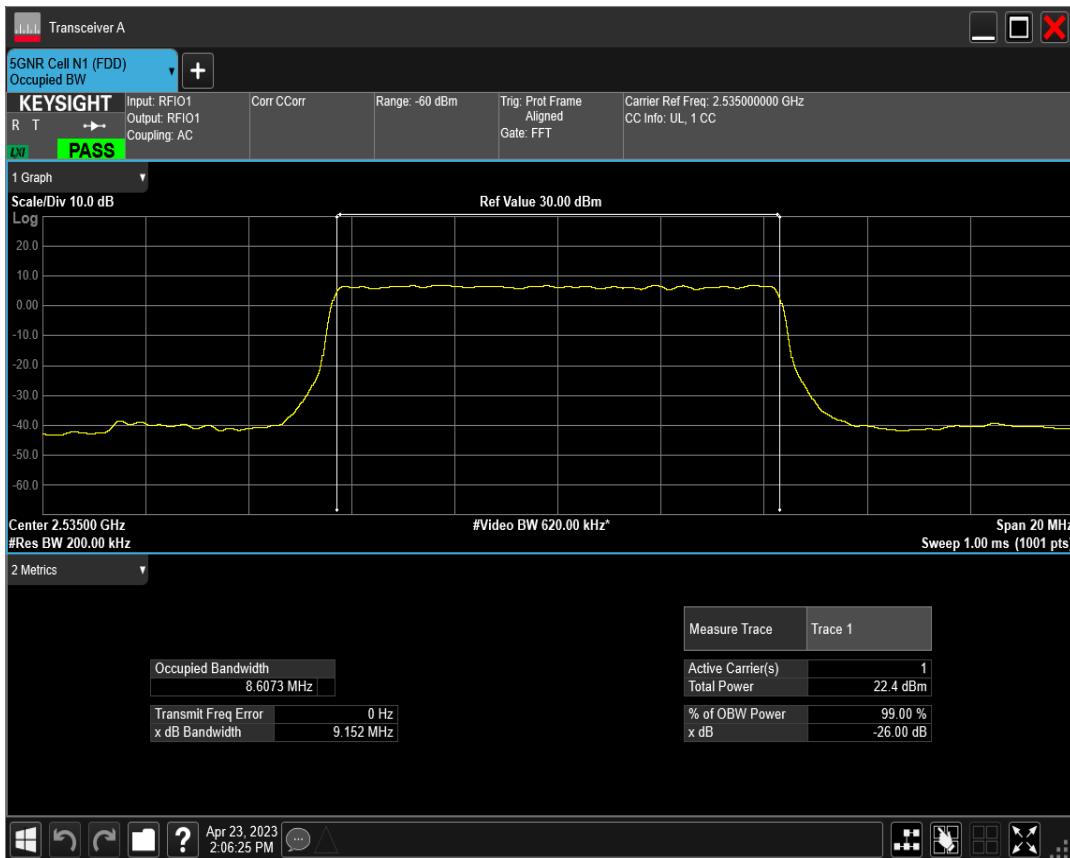 Transceiver A
5GNR Cell N1 (FDD)
Occupied BW
+
KEYSIGHT
R T
LXI
PASS
Input: RFIO1
Output: RFIO1
Coupling: AC
Corr CCorr
Range: -60 dBm
Trig: Prot Frame
Aligned
Gate: FFT
Carrier Ref Freq: 2.535000000 GHz
CC Info: UL, 1 CC
1 Graph
Scale/Div 10.0 dB
Ref Value 30.00 dBm
Log
20.0
10.0
0.00
-10.0
-20.0
-30.0
-40.0
-50.0
-60.0
Center 2.53500 GHz
#Video BW 620.00 kHz*
Span 20 MHz
#Res BW 200.00 kHz
Sweep 1.00 ms (1001 pts)
2 Metrics
Measure Trace Trace 1
Occupied Bandwidth
8.6073 MHz
Active Carrier(s) 1
Total Power 22.4 dBm
Transmit Freq Error 0 Hz
x dB Bandwidth 9.152 MHz
% of OBW Power 99.00 %
x dB -26.00 dB
?
Apr 23, 2023
2:06:25 PM